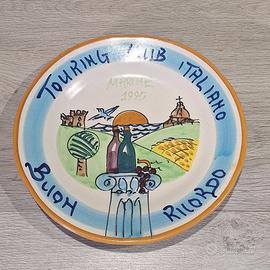 TOURING CLUB ITALIANO
MARCHE
1995
BUON RICORDO